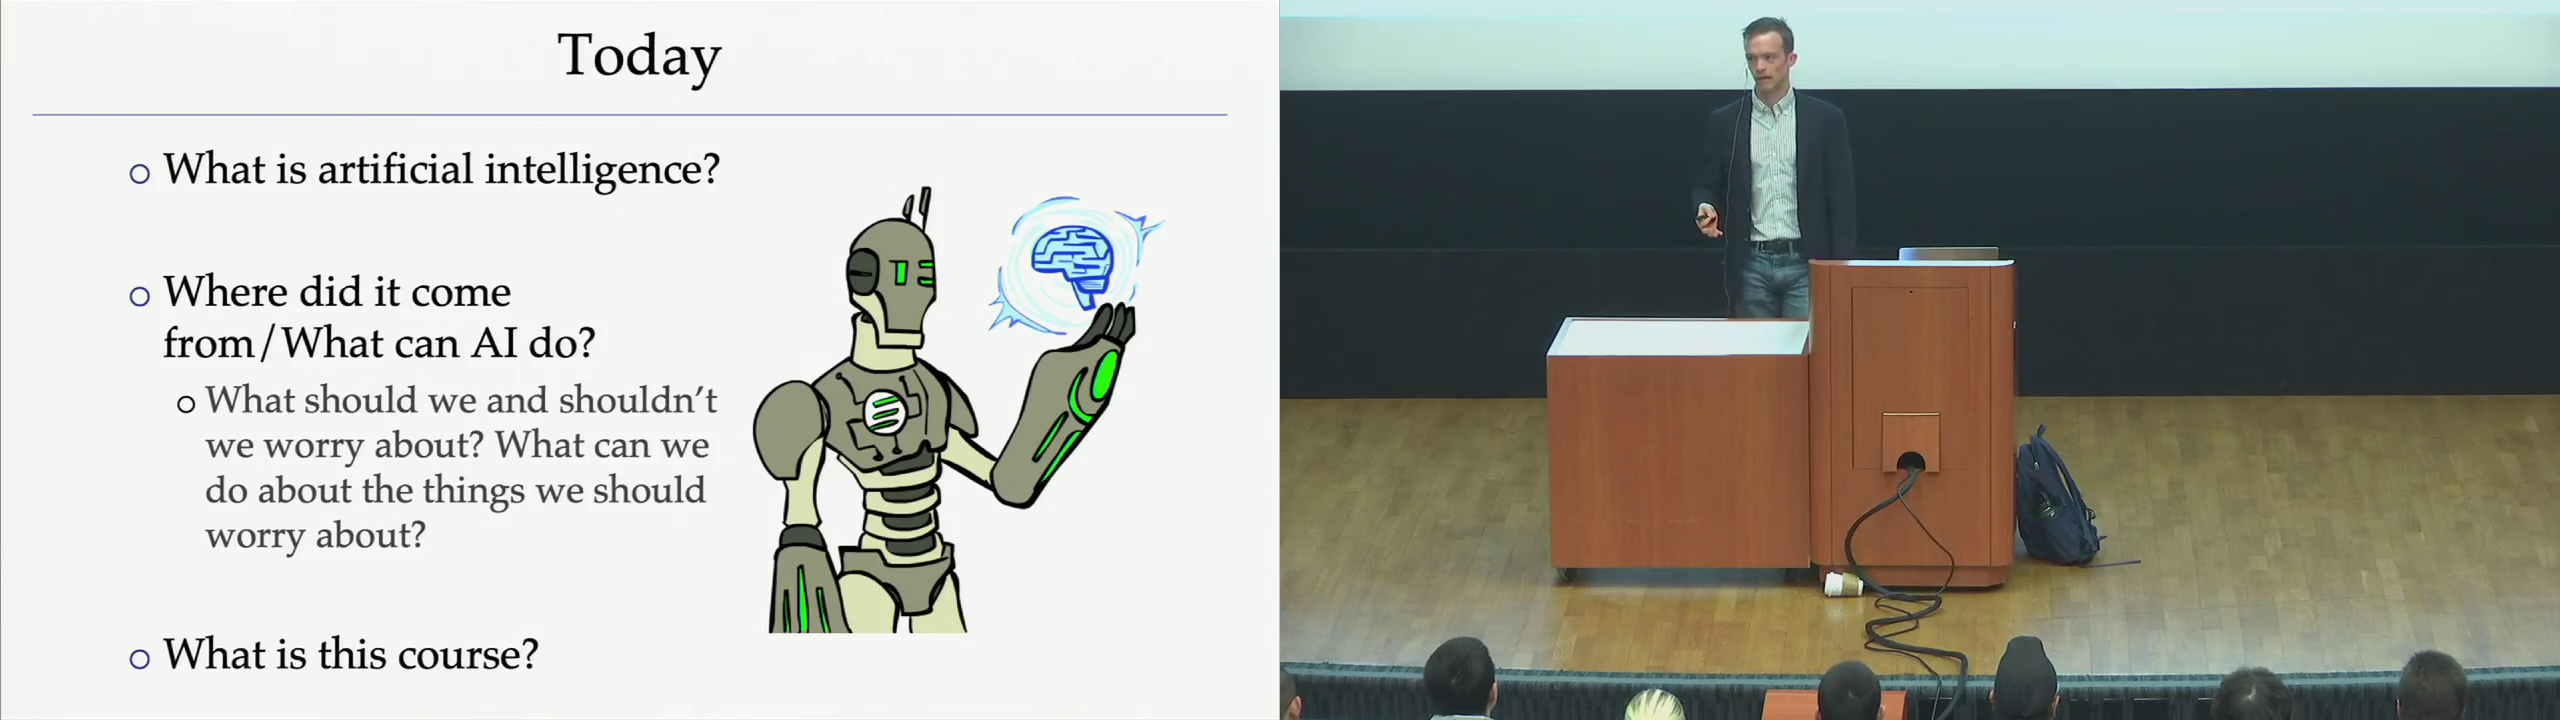 Today
What is artificial intelligence?
Where did it come
from/What can AI do?
What should we and shouldn't
we worry about? What can we
do about the things we should
worry about?
What is this course?